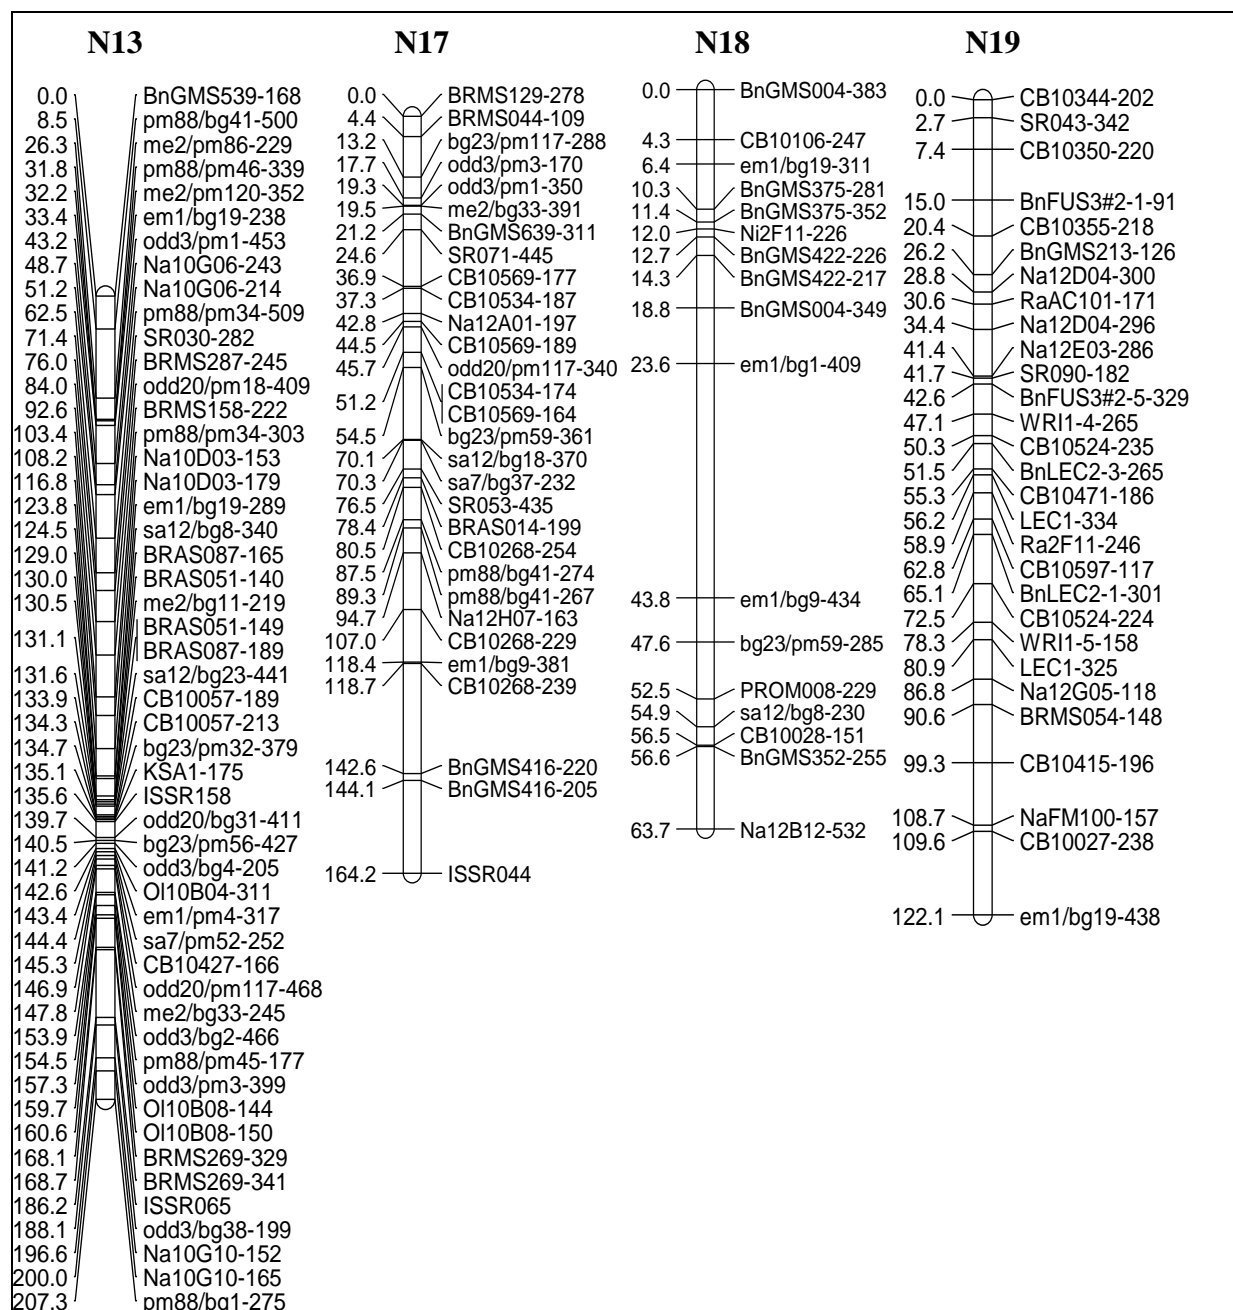 N13
0.0 BnGMS539-168
8.5 pm88/bg41-500
26.3 me2/pm86-229
31.8 pm88/pm46-339
32.2 me2/pm120-352
33.4 em1/bg19-238
43.2 odd3/pm1-453
48.7 Na10G06-243
51.2 Na10G06-214
62.5 pm88/pm34-509
71.4 SR030-282
76.0 BRMS287-245
84.0 odd20/pm18-409
92.6 BRMS158-222
103.4 pm88/pm34-303
108.2 Na10D03-153
116.8 Na10D03-179
123.8 em1/bg19-289
124.5 sa12/bg8-340
129.0 BRAS087-165
130.0 BRAS051-140
130.5 me2/bg11-219
131.1 BRAS051-149
BRAS087-189
131.6 sa12/bg23-441
133.9 CB10057-189
134.3 CB10057-213
134.7 bg23/pm32-379
135.1 KSA1-175
135.6 ISSR158
139.7 odd20/bg31-411
140.5 bg23/pm56-427
141.2 odd3/bg4-205
142.6 Ol10B04-311
143.4 em1/pm4-317
144.4 sa7/pm52-252
145.3 CB10427-166
146.9 odd20/pm117-468
147.8 me2/bg33-245
153.9 odd3/bg2-466
154.5 pm88/pm45-177
157.3 odd3/pm3-399
159.7 Ol10B08-144
160.6 Ol10B08-150
168.1 BRMS269-329
168.7 BRMS269-341
186.2 ISSR065
188.1 odd3/bg38-199
196.6 Na10G10-152
200.0 Na10G10-165
207.3 pm88/bg1-275
N17
0.0 BRMS129-278
4.4 BRMS044-109
13.2 bg23/pm117-288
17.7 odd3/pm3-170
19.3 odd3/pm1-350
19.5 me2/bg33-391
21.2 BnGMS639-311
24.6 SR071-445
36.9 CB10569-177
37.3 CB10534-187
42.8 Na12A01-197
44.5 CB10569-189
45.7 odd20/pm117-340
51.2 CB10534-174
CB10569-164
54.5 bg23/pm59-361
70.1 sa12/bg18-370
70.3 sa7/bg37-232
76.5 SR053-435
78.4 BRAS014-199
80.5 CB10268-254
87.5 pm88/bg41-274
89.3 pm88/bg41-267
94.7 Na12H07-163
107.0 CB10268-229
118.4 em1/bg9-381
118.7 CB10268-239
142.6 BnGMS416-220
144.1 BnGMS416-205
164.2 ISSR044
N18
0.0 BnGMS004-383
4.3 CB10106-247
6.4 em1/bg19-311
10.3 BnGMS375-281
11.4 BnGMS375-352
12.0 Ni2F11-226
12.7 BnGMS422-226
14.3 BnGMS422-217
18.8 BnGMS004-349
23.6 em1/bg1-409
43.8 em1/bg9-434
47.6 bg23/pm59-285
52.5 PROM008-229
54.9 sa12/bg8-230
56.5 CB10028-151
56.6 BnGMS352-255
63.7 Na12B12-532
N19
0.0 CB10344-202
2.7 SR043-342
7.4 CB10350-220
15.0 BnFUS3#2-1-91
20.4 CB10355-218
26.2 BnGMS213-126
28.8 Na12D04-300
30.6 RaAC101-171
34.4 Na12D04-296
41.4 Na12E03-286
41.7 SR090-182
42.6 BnFUS3#2-5-329
47.1 WRI1-4-265
50.3 CB10524-235
51.5 BnLEC2-3-265
55.3 CB10471-186
56.2 LEC1-334
58.9 Ra2F11-246
62.8 CB10597-117
65.1 BnLEC2-1-301
72.5 CB10524-224
78.3 WRI1-5-158
80.9 LEC1-325
86.8 Na12G05-118
90.6 BRMS054-148
99.3 CB10415-196
108.7 NaFM100-157
109.6 CB10027-238
122.1 em1/bg19-438